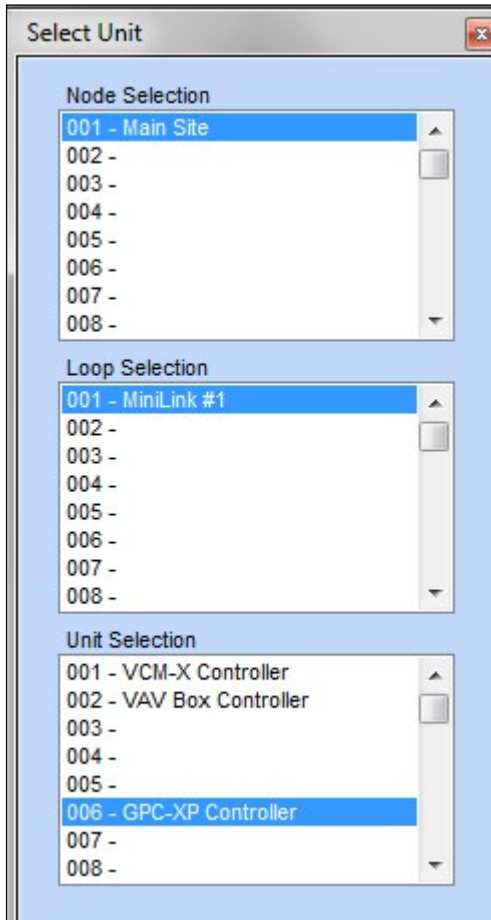 Select Unit
Node Selection
001 - Main Site
002 -
003 -
004 -
005 -
006 -
007 -
008 -
Loop Selection
001 - MiniLink #1
002 -
003 -
004 -
005 -
006 -
007 -
008 -
Unit Selection
001 - VCM-X Controller
002 - VAV Box Controller
003 -
004 -
005 -
006 - GPC-XP Controller
007 -
008 -